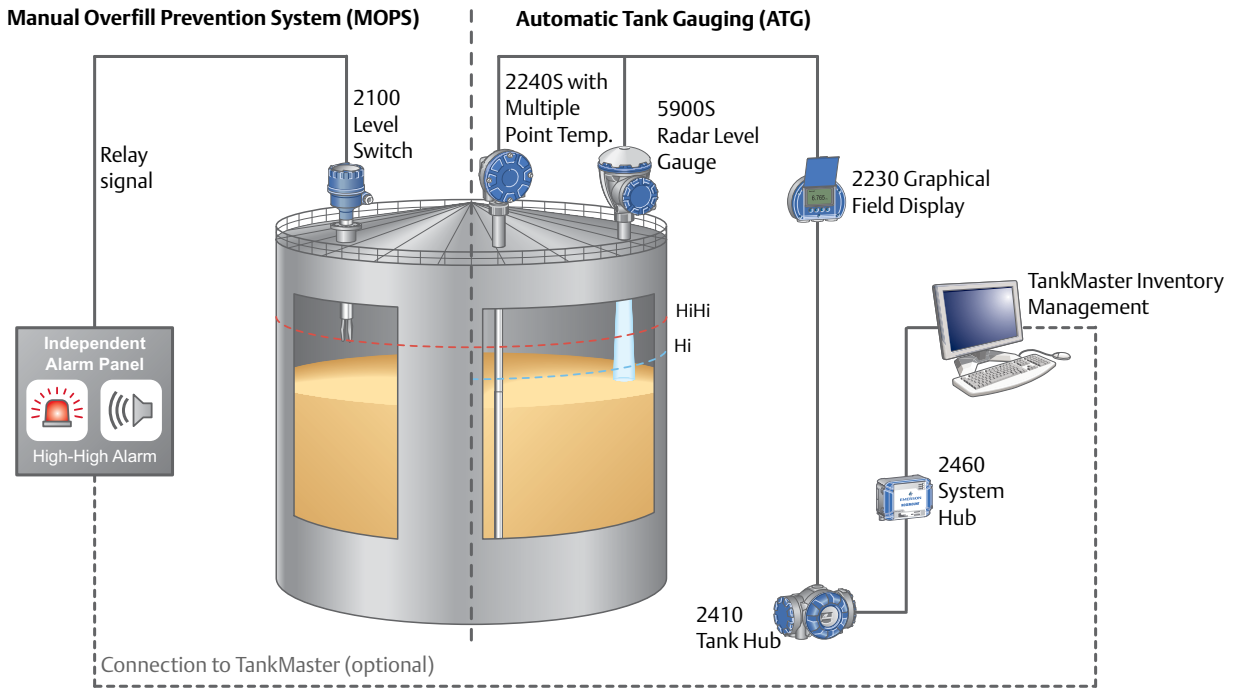 Manual Overfill Prevention System (MOPS)
Automatic Tank Gauging (ATG)
2100
Level
Switch
2240S with
Multiple
Point Temp.
5900S
Radar Level
Gauge
Relay
signal
2230 Graphical
Field Display
TankMaster Inventory
Management
HiHi
Hi
Independent
Alarm Panel
High-High Alarm
2460
System
Hub
EMERSON
2410
Tank Hub
Connection to TankMaster (optional)